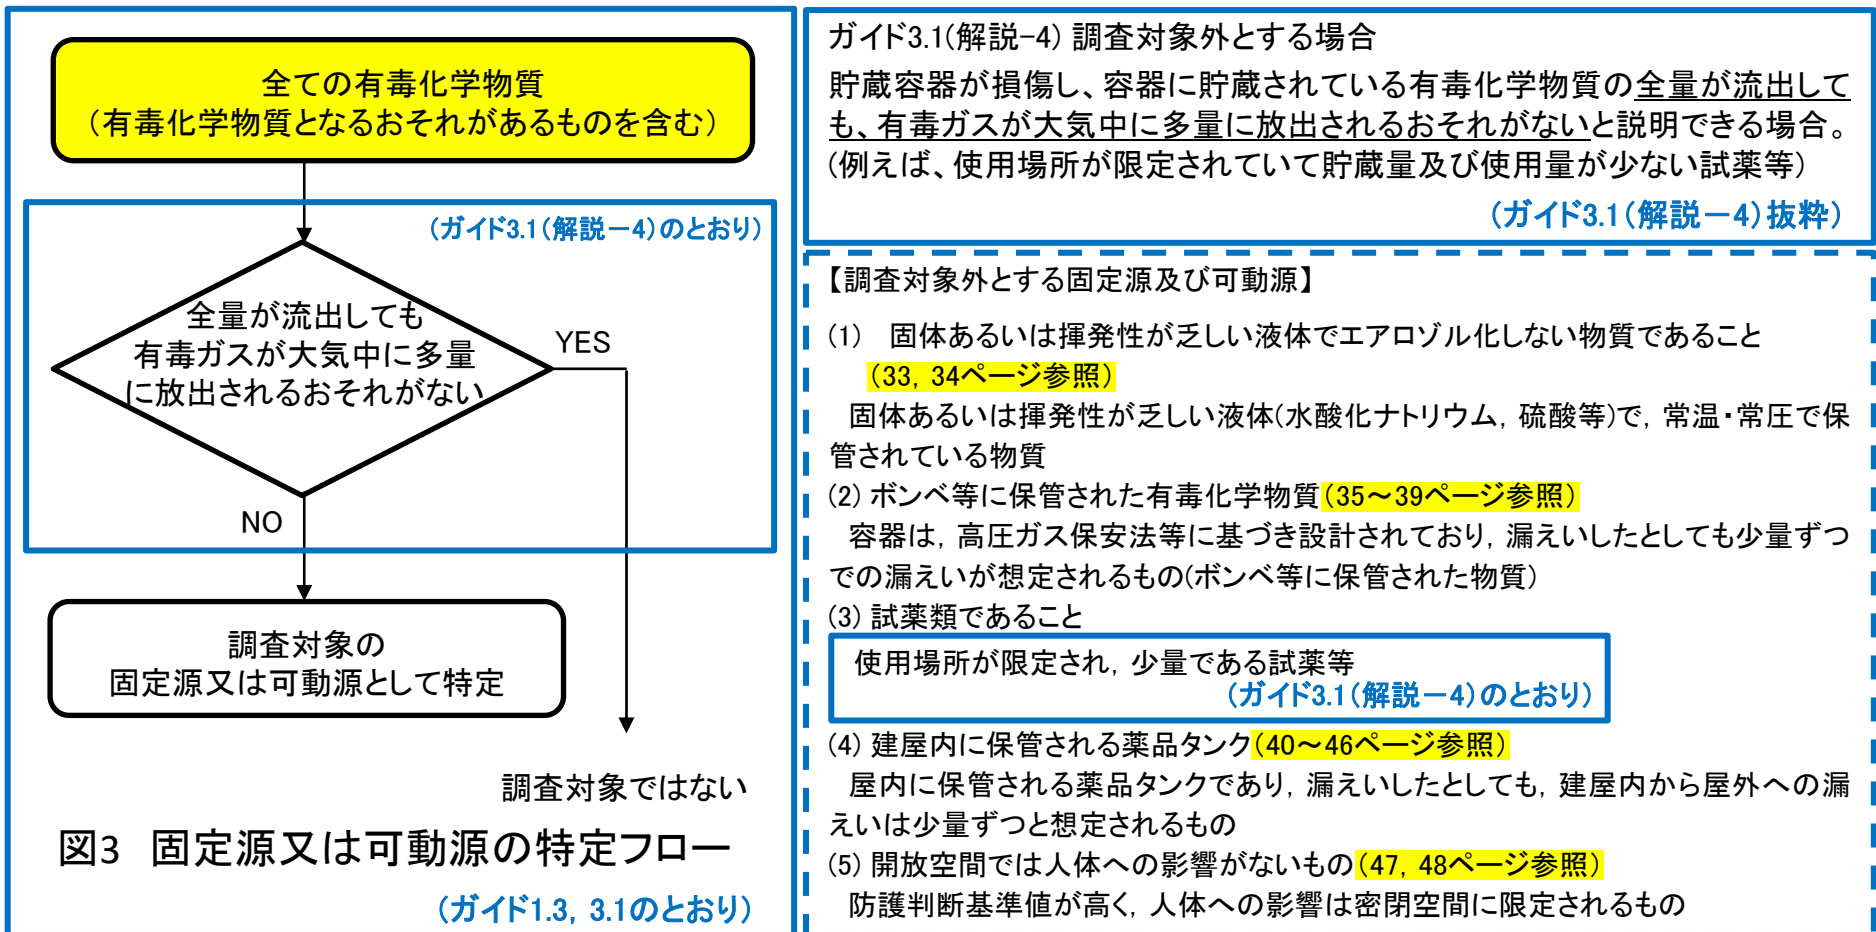 全ての有毒化学物質
(有毒化学物質となるおそれがあるものを含む)
(ガイド3.1(解説－4)のとおり)
全量が流出しても
有毒ガスが大気中に多量
に放出されるおそれがない
YES
NO
調査対象の
固定源又は可動源として特定
調査対象ではない
図3　固定源又は可動源の特定フロー
(ガイド1.3, 3.1のとおり)
ガイド3.1(解説-4) 調査対象外とする場合
貯蔵容器が損傷し、容器に貯蔵されている有毒化学物質の全量が流出して
も、有毒ガスが大気中に多量に放出されるおそれがないと説明できる場合。
(例えば、使用場所が限定されていて貯蔵量及び使用量が少ない試薬等)
(ガイド3.1(解説－4)抜粋)
【調査対象外とする固定源及び可動源】
(1)　固体あるいは揮発性が乏しい液体でエアロゾル化しない物質であること
(33, 34ページ参照)
固体あるいは揮発性が乏しい液体(水酸化ナトリウム, 硫酸等)で, 常温・常圧で保
管されている物質
(2) ボンベ等に保管された有毒化学物質(35～39ページ参照)
容器は, 高圧ガス保安法等に基づき設計されており, 漏えいしたとしても少量ずつ
での漏えいが想定されるもの(ボンベ等に保管された物質)
(3) 試薬類であること
使用場所が限定され, 少量である試薬等
(ガイド3.1(解説－4)のとおり)
(4) 建屋内に保管される薬品タンク(40～46ページ参照)
屋内に保管される薬品タンクであり, 漏えいしたとしても, 建屋内から屋外への漏
えいは少量ずつと想定されるもの
(5) 開放空間では人体への影響がないもの(47, 48ページ参照)
防護判断基準値が高く, 人体への影響は密閉空間に限定されるもの